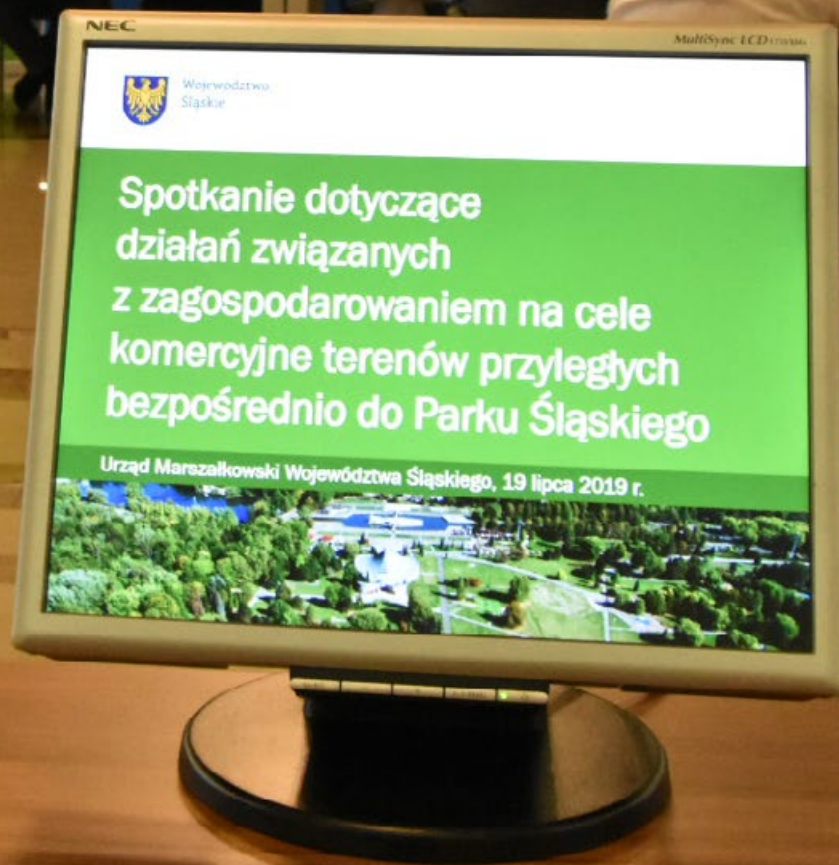 NEC
MultiSync LCD
Województwo
Śląskie
Spotkanie dotyczące
działań związanych
z zagospodarowaniem na cele
komercyjne terenów przyległych
bezpośrednio do Parku Śląskiego
Urząd Marszałkowski Województwa Śląskiego, 19 lipca 2019 r.